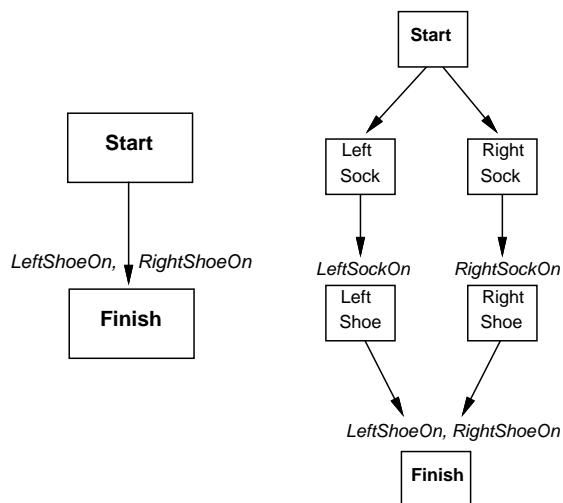 Start
LeftShoeOn, RightShoeOn
Finish
Start
Left
Sock
Right
Sock
LeftSockOn
RightSockOn
Left
Shoe
Right
Shoe
LeftShoeOn, RightShoeOn
Finish